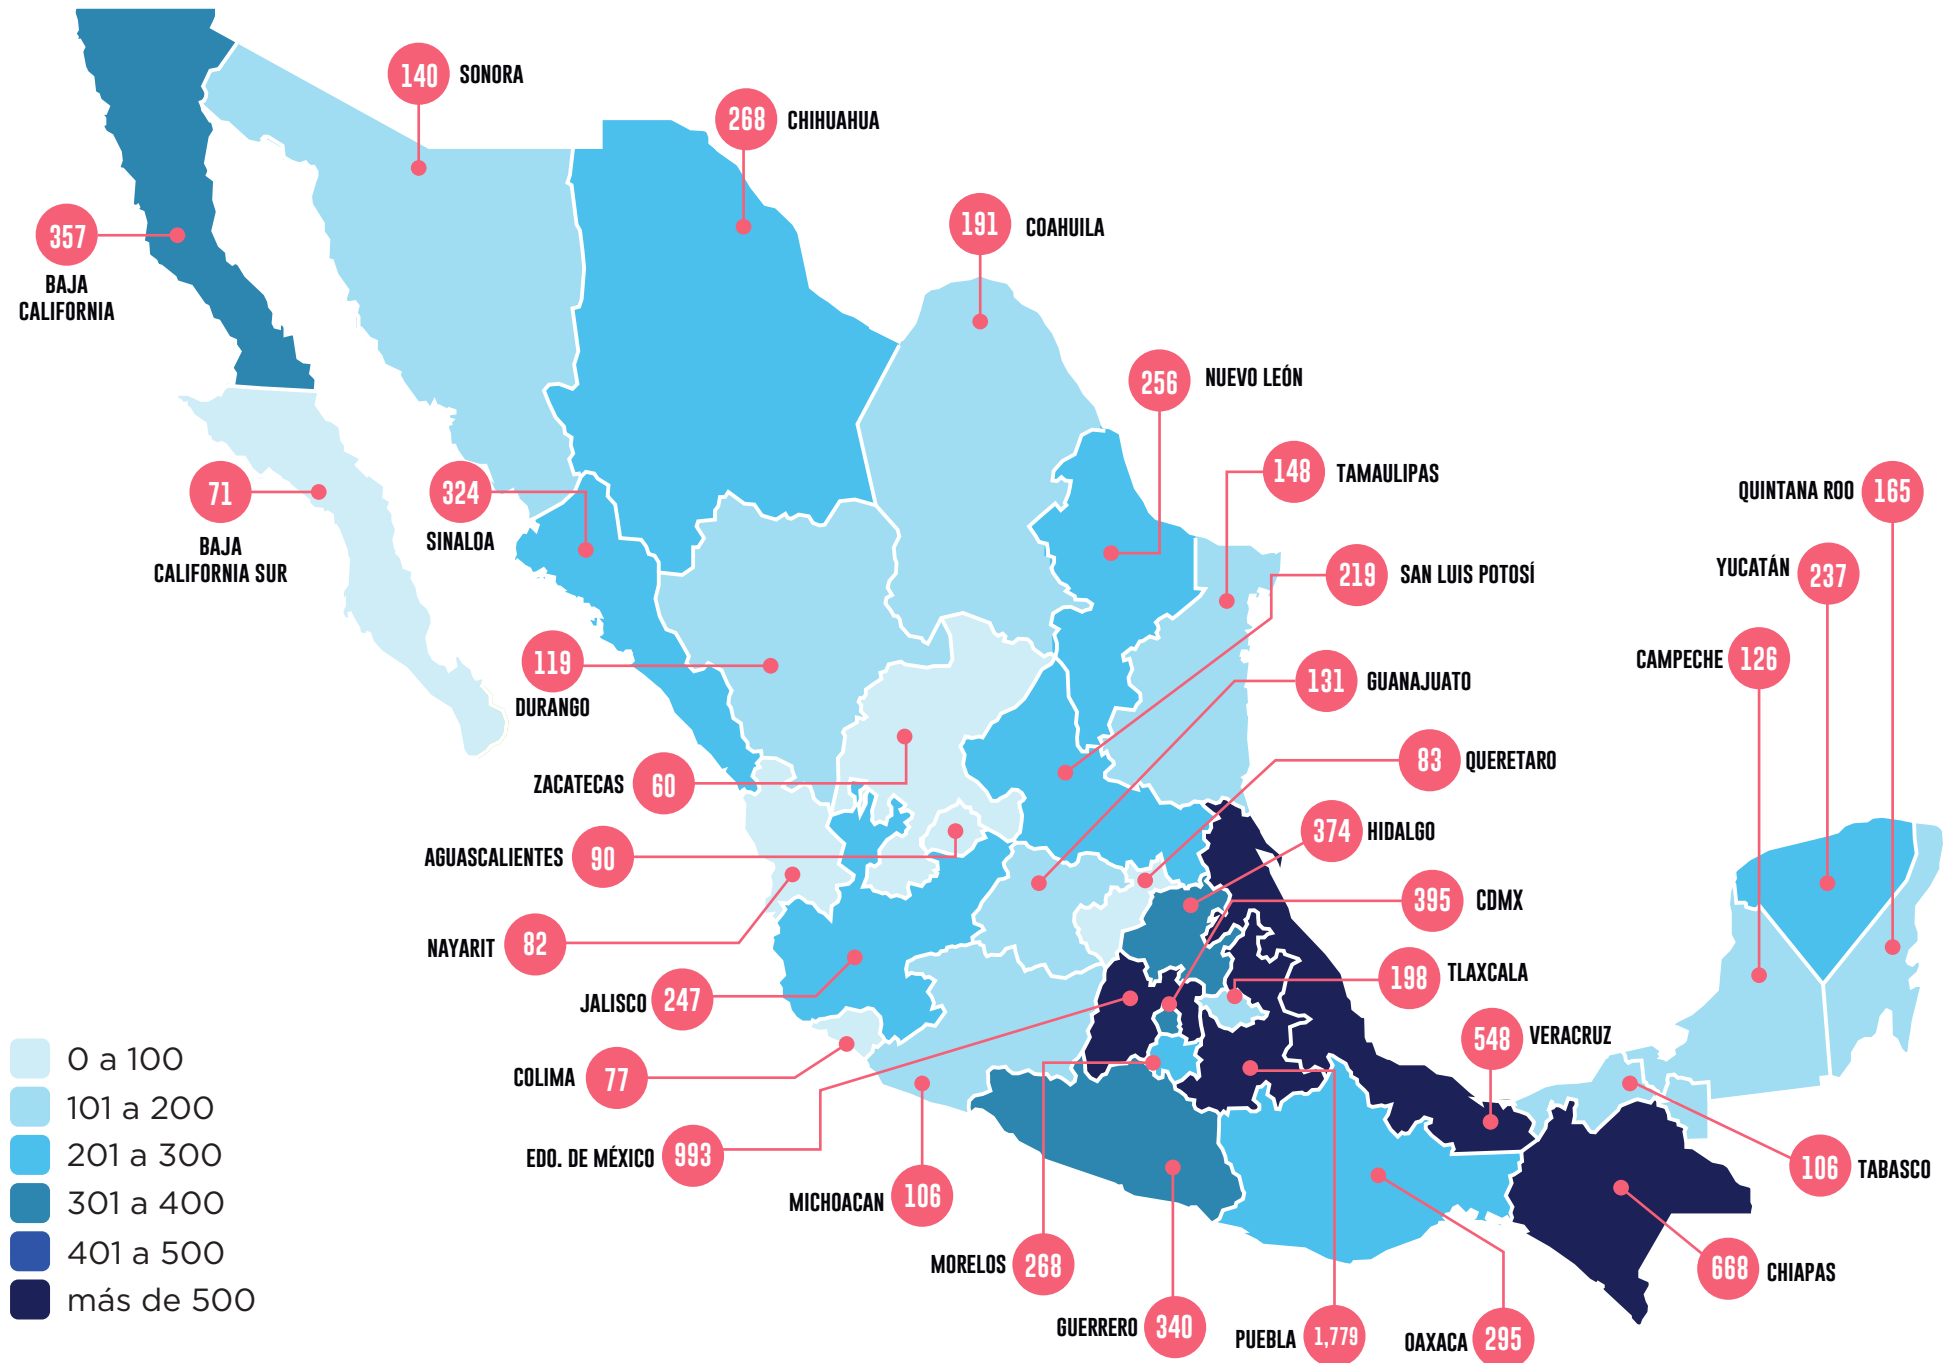 140 SONORA
268 CHIHUAHUA
191 COAHUILA
357
BAJA
CALIFORNIA
256 NUEVO LEÓN
148 TAMAULIPAS
QUINTANA ROO 165
71
BAJA
CALIFORNIA SUR
324
SINALOA
219 SAN LUIS POTOSÍ
YUCATÁN 237
CAMPECHE 126
119
DURANGO
131 GUANAJUATO
83 QUERETARO
ZACATECAS 60
374 HIDALGO
AGUASCALIENTES 90
395 CDMX
NAYARIT 82
198 TLAXCALA
JALISCO 247
548 VERACRUZ
COLIMA 77
EDO. DE MÉXICO 993
106 TABASCO
MICHOACAN 106
MORELOS 268
668 CHIAPAS
GUERRERO 340
PUEBLA 1,779
OAXACA 295
0 a 100
101 a 200
201 a 300
301 a 400
401 a 500
más de 500